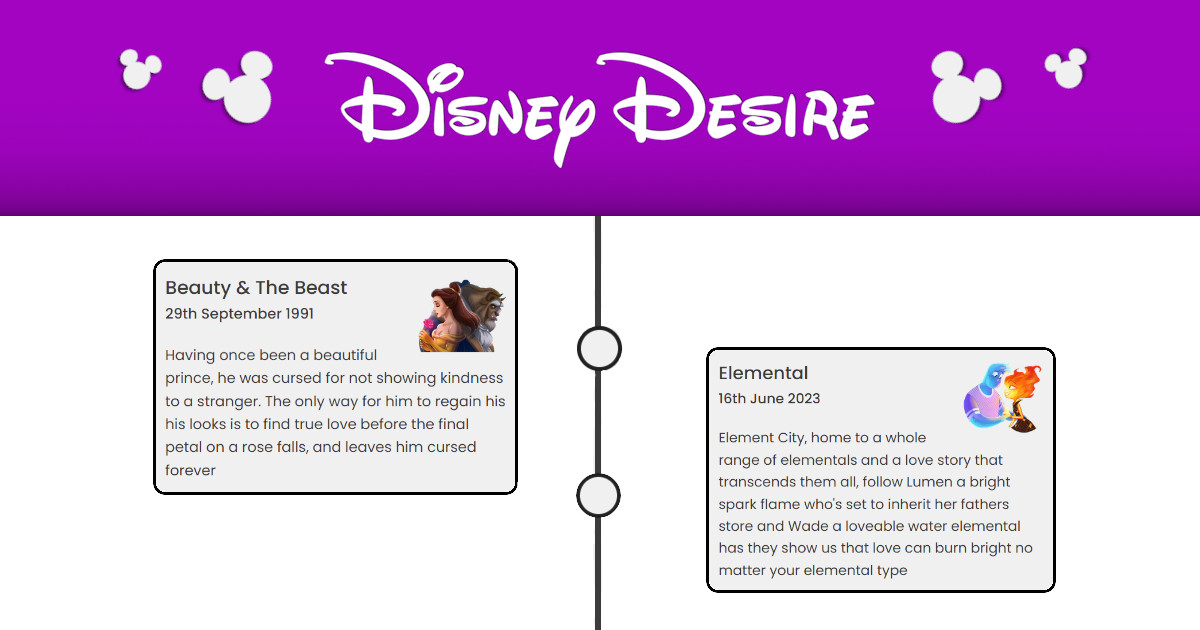 DISNEY DESIRE
Beauty & The Beast
29th September 1991
Having once been a beautiful
prince, he was cursed for not showing kindness
to a stranger. The only way for him to regain his
his looks is to find true love before the final
petal on a rose falls, and leaves him cursed
forever
Elemental
16th June 2023
Element City, home to a whole
range of elementals and a love story that
transcends them all, follow Lumen a bright
spark flame who's set to inherit her fathers
store and Wade a loveable water elemental
has they show us that love can burn bright no
matter your elemental type